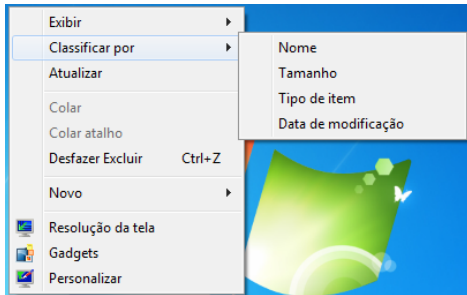 Exibir
Classificar por
Atualizar
Colar
Colar atalho
Desfazer Excluir Ctrl+Z
Novo
Resolução da tela
Gadgets
Personalizar
Nome
Tamanho
Tipo de item
Data de modificação